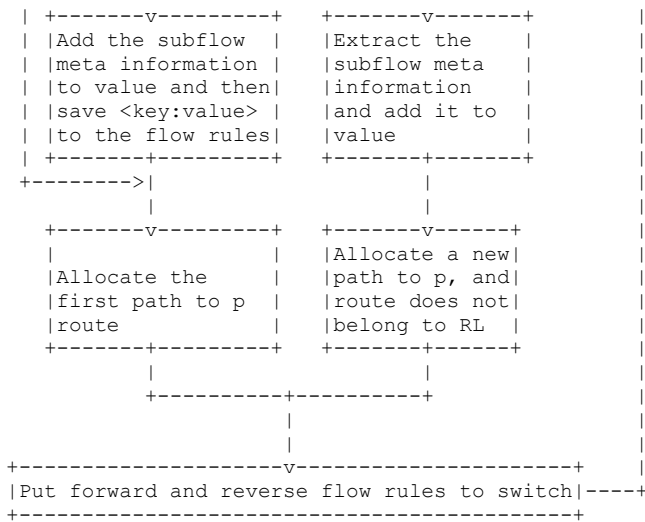 | +-------v---------+   +-------v-------+       |
| |Add the subflow  |   |Extract the    |       |
| |meta information |   |subflow meta   |       |
| |to value and then|   |information    |       |
| |save <key:value> |   |and add it to  |       |
| |to the flow rules|   |value          |       |
| +-------+---------+   +-------+-------+       |
+-------->|                     |               |
          |                     |               |
  +-------v---------+   +-------v------+        |
  |                 |   |Allocate a new|        |
  |Allocate the     |   |path to p, and|        |
  |first path to p  |   |route does not|        |
  |route            |   |belong to RL  |        |
  +-------+---------+   +-------+------+        |
          |                     |               |
          +----------+----------+               |
                     |                          |
                     |                          |
+---------------------v----------------------+    |
|Put forward and reverse flow rules to switch|----+
+--------------------------------------------+